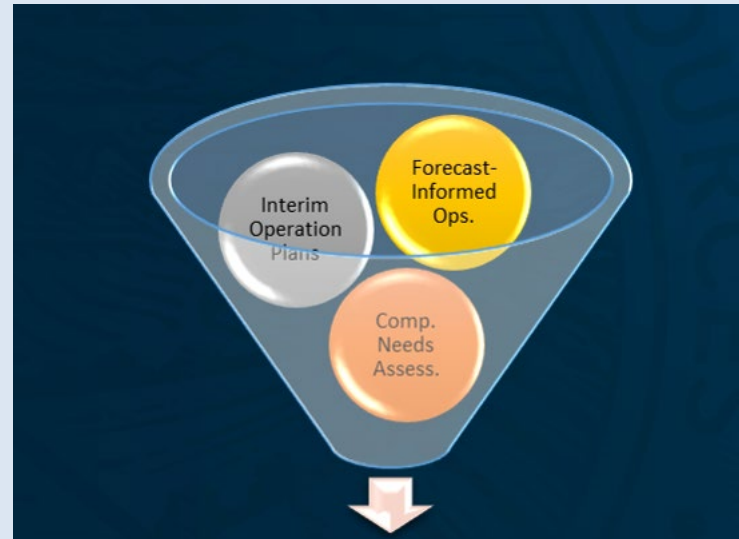 Interim
Operation
Plans
Forecast-
Informed
Ops.
Comp.
Needs
Assess.